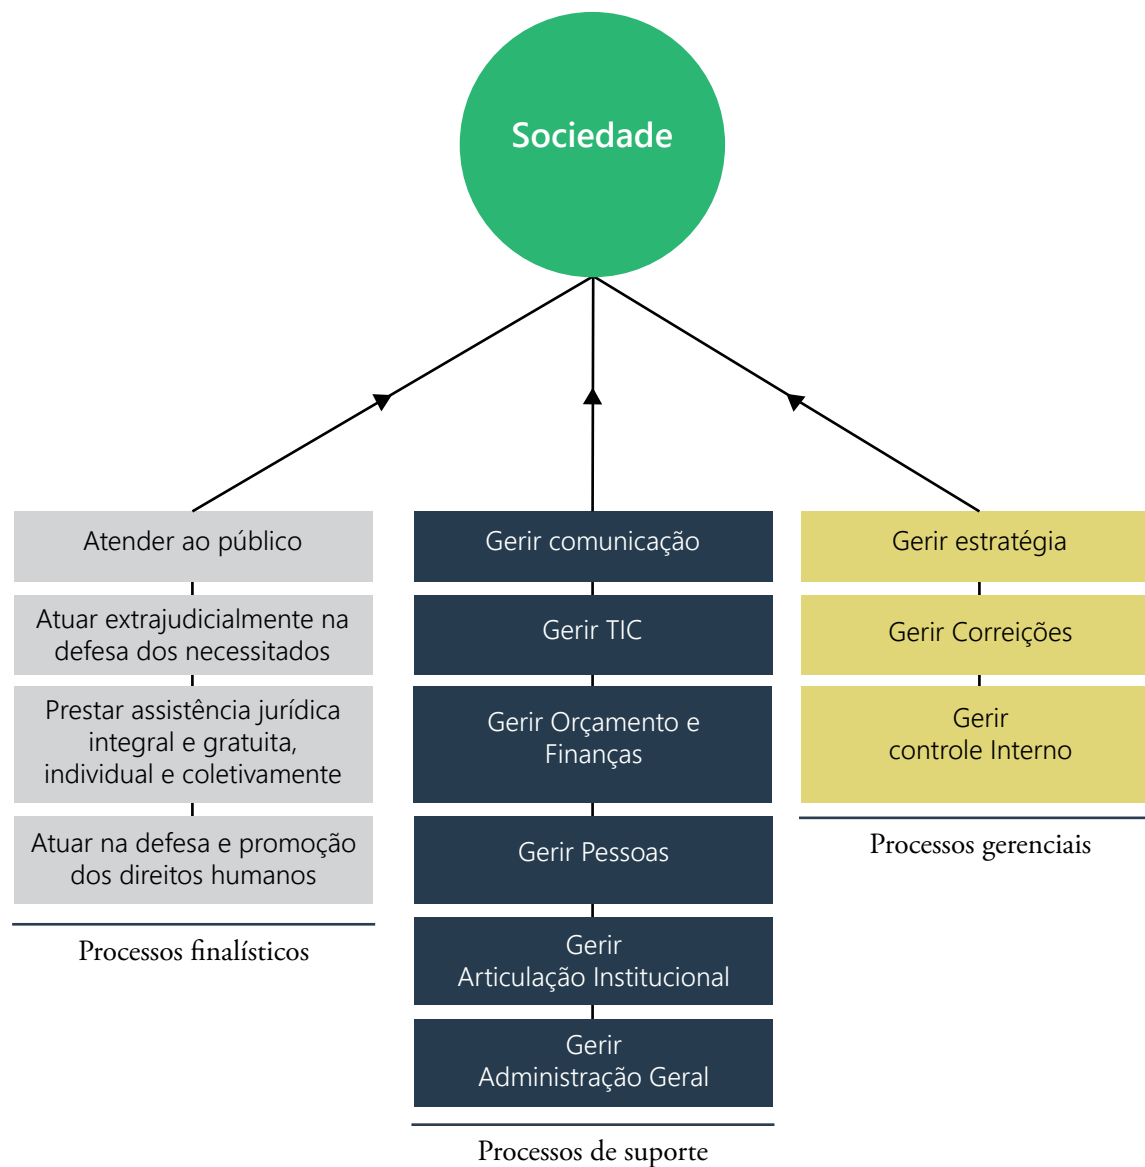 Sociedade
Atender ao público
Atuar extrajudicialmente na
defesa dos necessitados
Prestar assistência jurídica
integral e gratuita,
individual e coletivamente
Atuar na defesa e promoção
dos direitos humanos
Processos finalísticos
Gerir comunicação
Gerir TIC
Gerir Orçamento e
Finanças
Gerir Pessoas
Gerir
Articulação Institucional
Gerir
Administração Geral
Processos de suporte
Gerir estratégia
Gerir Correições
Gerir
controle Interno
Processos gerenciais